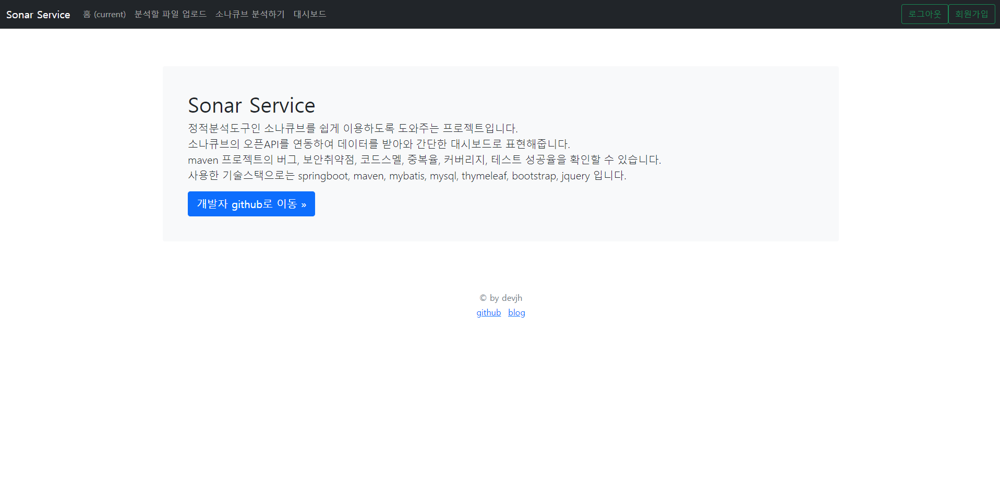 Sonar Service 홈 (current) 분석할 파일 업로드 소나큐브 분석하기 대시보드 로그아웃 회원가입
Sonar Service
정적분석도구인 소나큐브를 쉽게 이용하도록 도와주는 프로젝트입니다.
소나큐브의 오픈API를 연동하여 데이터를 받아와 간단한 대시보드로 표현해줍니다.
maven 프로젝트의 버그, 보안취약점, 코드스멜, 중복율, 커버리지, 테스트 성공율을 확인할 수 있습니다.
사용한 기술스택으로는 springboot, maven, mybatis, mysql, thymeleaf, bootstrap, jquery 입니다.
개발자 github로 이동 »
© by devjh
github blog